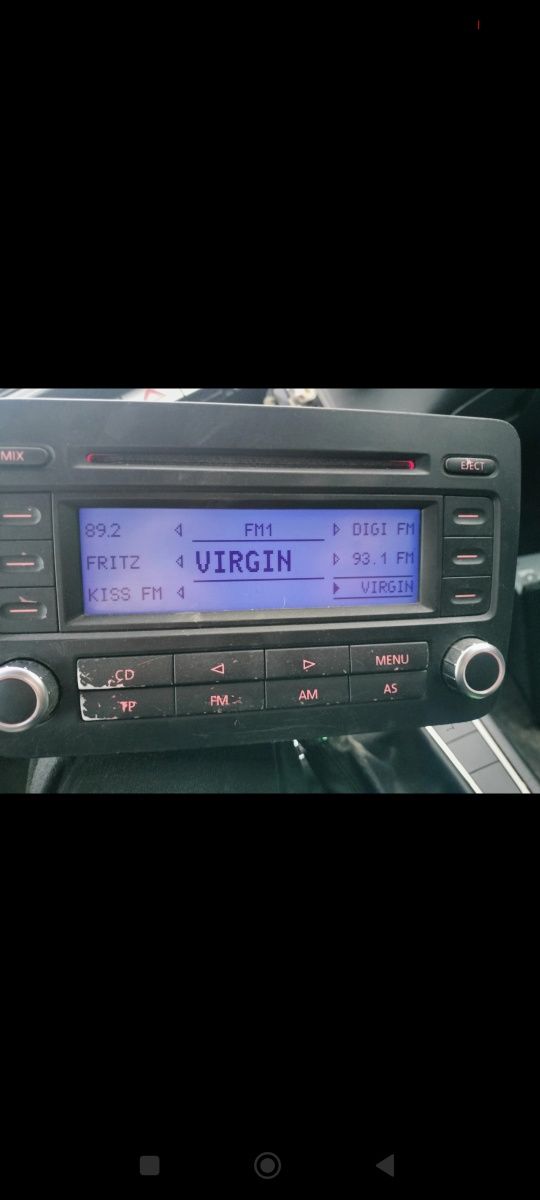 MIX
EJECT
89.2 FM1 DIGI FM
FRITZ VIRGIN 93.1 FM
KISS FM VIRGIN
CD MENU
TP FM AM AS